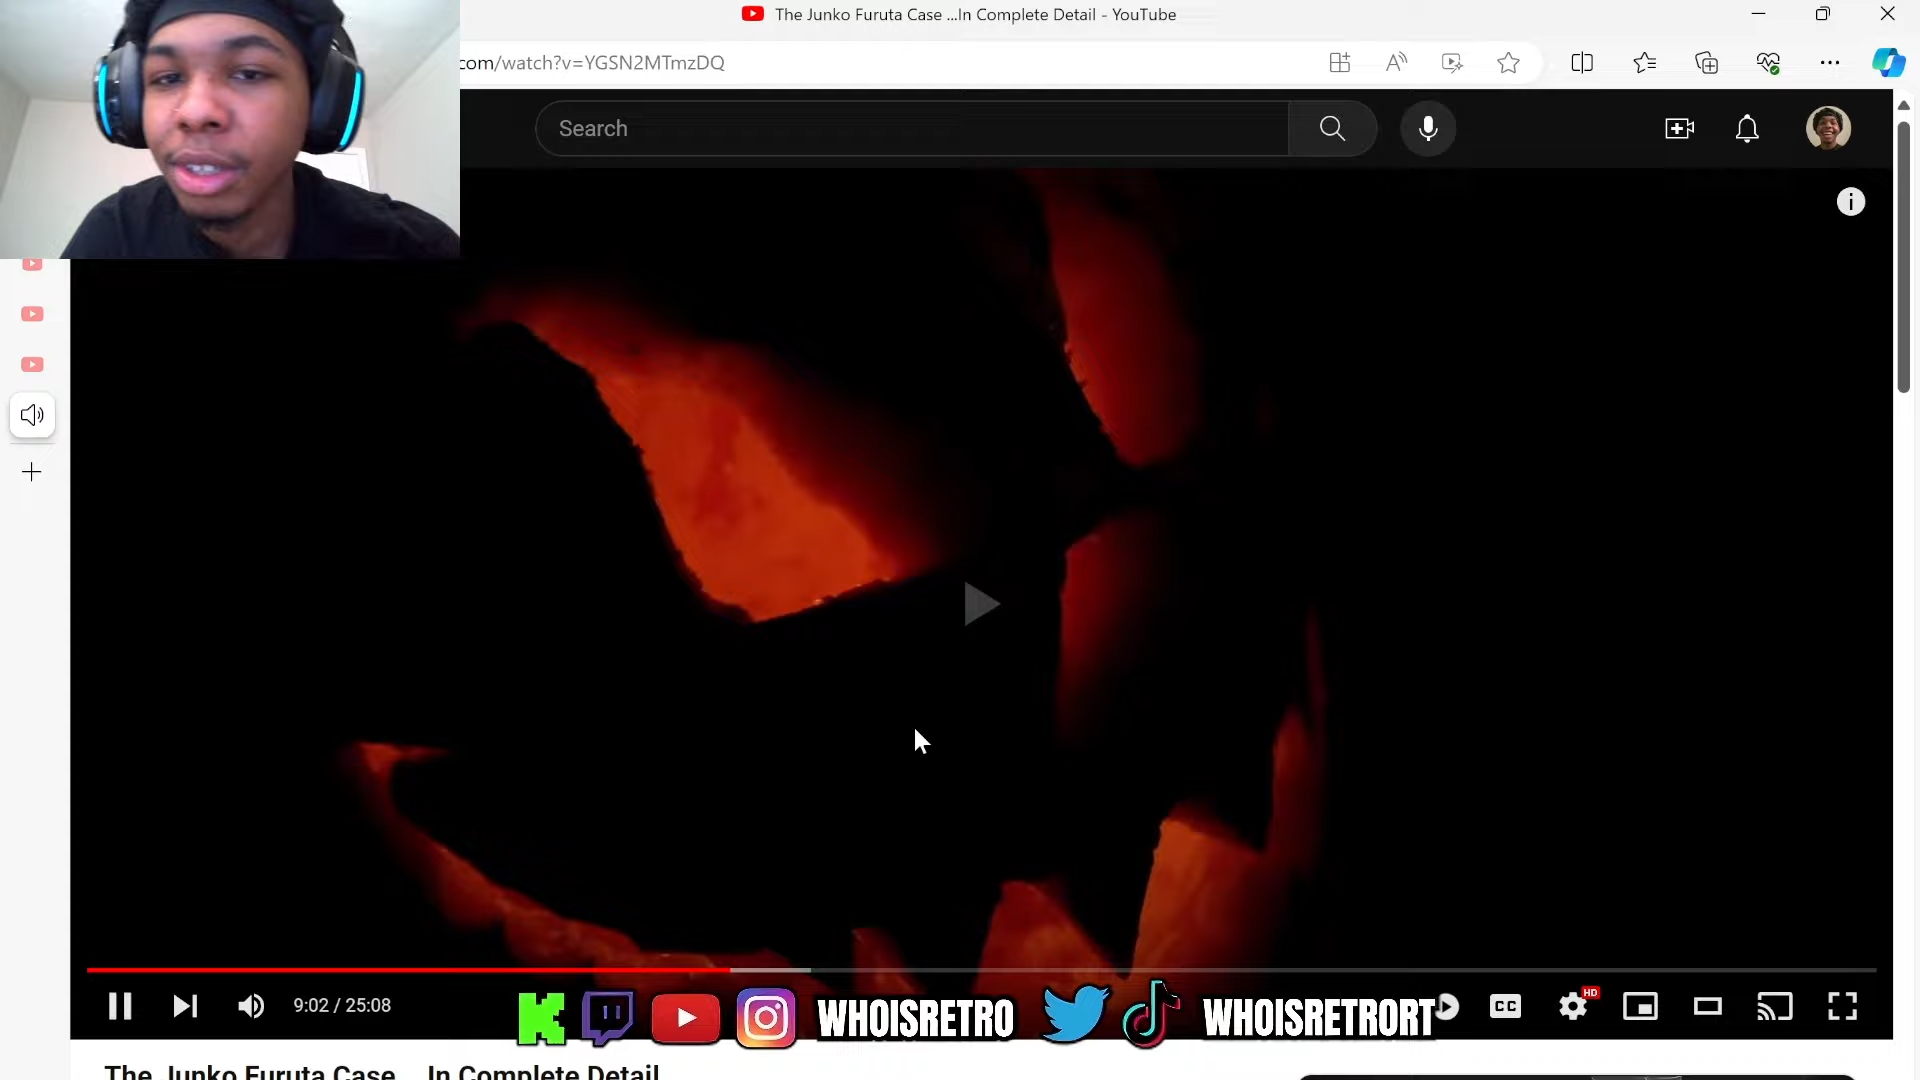 The Junko Furuta Case ...In Complete Detail - YouTube
com/watch?v=YGSN2MTmzDQ
Search
9:02 / 25:08
CC
HD
WHOISRETRO
WHOISRETRORT
The Junko Furuta Case ...In Complete Detail